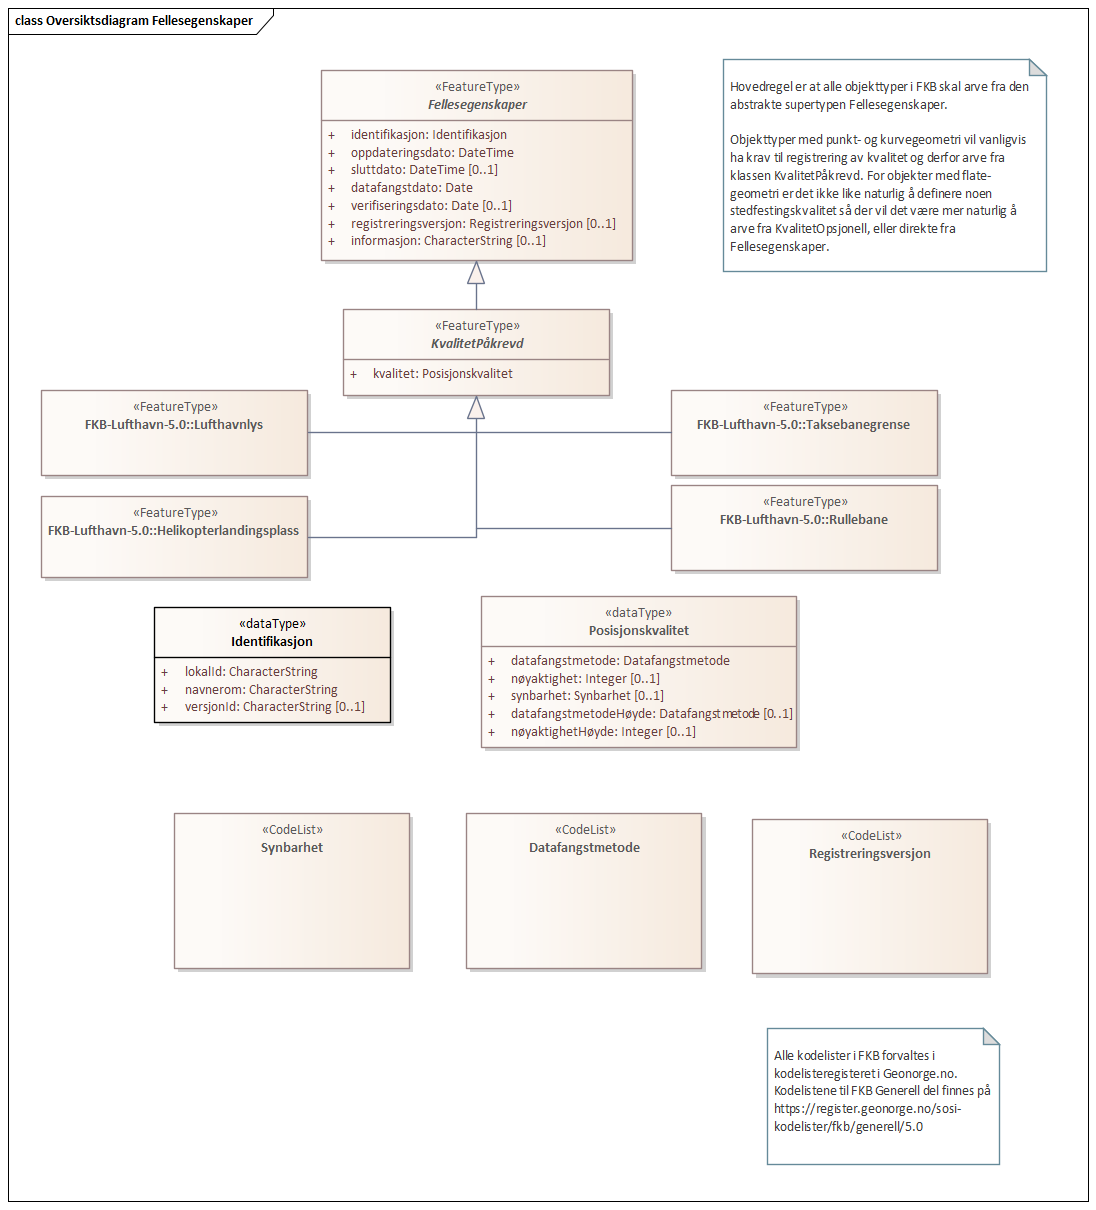 class Oversiktsdiagram Fellesegenskaper
«FeatureType»
Fellesegenskaper
+ identifikasjon: Identifikasjon
+ oppdateringsdato: DateTime
+ sluttdato: DateTime [0..1]
+ datafangstdato: Date
+ verifiseringsdato: Date [0..1]
+ registreringsversjon: Registreringsversjon [0..1]
+ informasjon: CharacterString [0..1]
Hovedregel er at alle objekttyper i FKB skal arve fra den
abstrakte supertypen Fellesegenskaper.
Objekttyper med punkt- og kurvegeometri vil vanligvis
ha krav til registrering av kvalitet og derfor arve fra
klassen KvalitetPåkrevd. For objekter med flate-
geometri er det ikke like naturlig å definere noen
stedfestingskvalitet så der vil det være mer naturlig å
arve fra KvalitetOpsjonell, eller direkte fra
Fellesegenskaper.
«FeatureType»
KvalitetPåkrevd
+ kvalitet: Posisjonskvalitet
«FeatureType»
FKB-Lufthavn-5.0::Lufthavnlys
«FeatureType»
FKB-Lufthavn-5.0::Taksebanegrense
«FeatureType»
FKB-Lufthavn-5.0::Helikopterlandingsplass
«FeatureType»
FKB-Lufthavn-5.0::Rullebane
«dataType»
Identifikasjon
+ lokalId: CharacterString
+ navnerom: CharacterString
+ versjonId: CharacterString [0..1]
«dataType»
Posisjonskvalitet
+ datafangstmetode: Datafangstmetode
+ nøyaktighet: Integer [0..1]
+ synbarhet: Synbarhet [0..1]
+ datafangstmetodeHøyde: Datafangstmetode [0..1]
+ nøyaktighetHøyde: Integer [0..1]
«CodeList»
Synbarhet
«CodeList»
Datafangstmetode
«CodeList»
Registreringsversjon
Alle kodelister i FKB forvaltes i
kodelisteregisteret i Geonorge.no.
Kodelistene til FKB Generell del finnes på
https://register.geonorge.no/sosi-
kodelister/fkb/generell/5.0